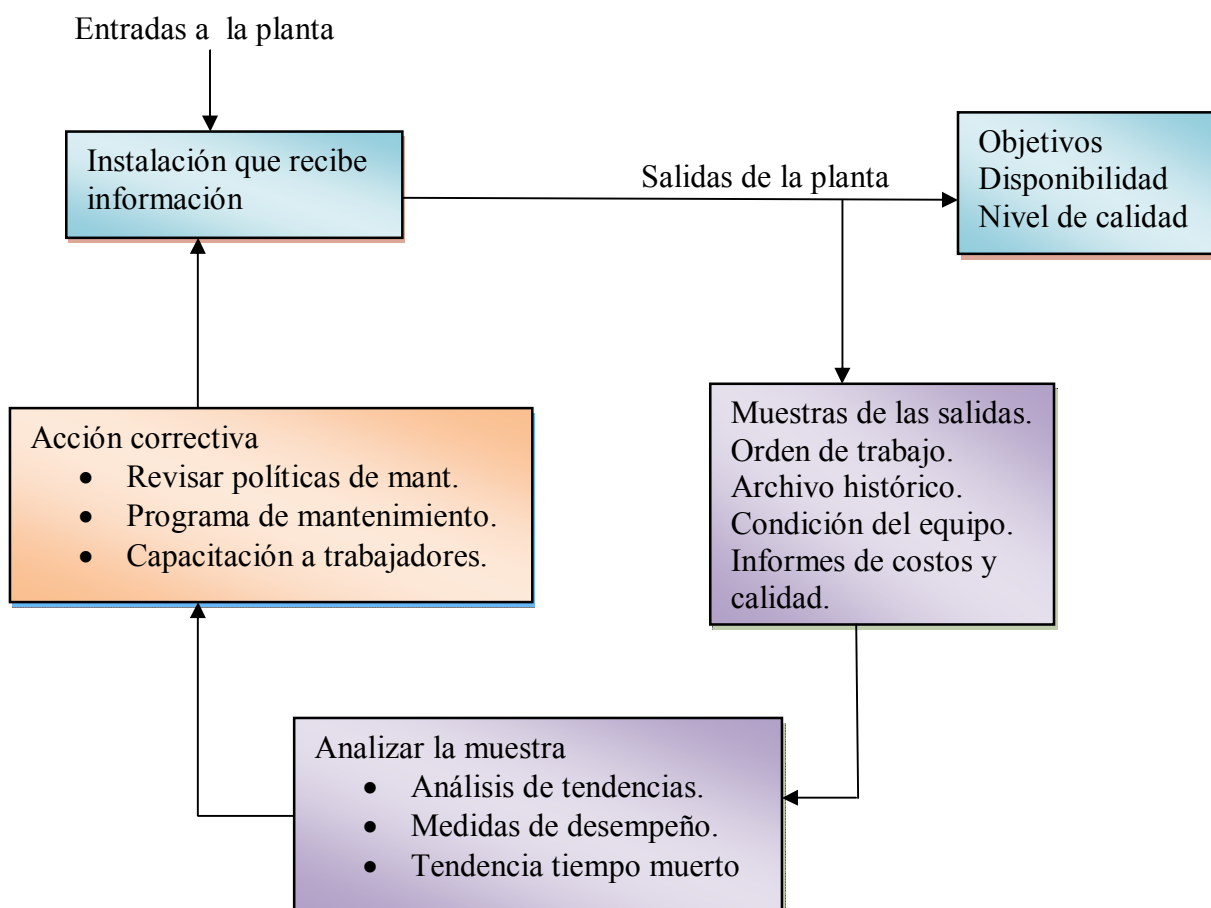 Entradas a  la planta
Instalación que recibe
información
Salidas de la planta
Objetivos
Disponibilidad
Nivel de calidad
Muestras de las salidas.
Orden de trabajo.
Archivo histórico.
Condición del equipo.
Informes de costos y
calidad.
Analizar la muestra
• Análisis de tendencias.
• Medidas de desempeño.
• Tendencia tiempo muerto
Acción correctiva
• Revisar políticas de mant.
• Programa de mantenimiento.
• Capacitación a trabajadores.